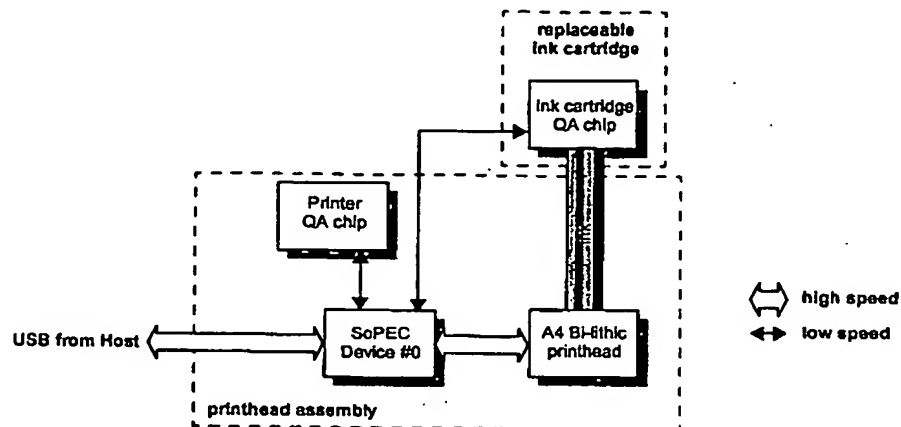 replaceable
ink cartridge
Ink cartridge
QA chip
Printer
QA chip
USB from Host
SoPEC
Device #0
A4 Bi-lithic
printhead
high speed
low speed
printhead assembly